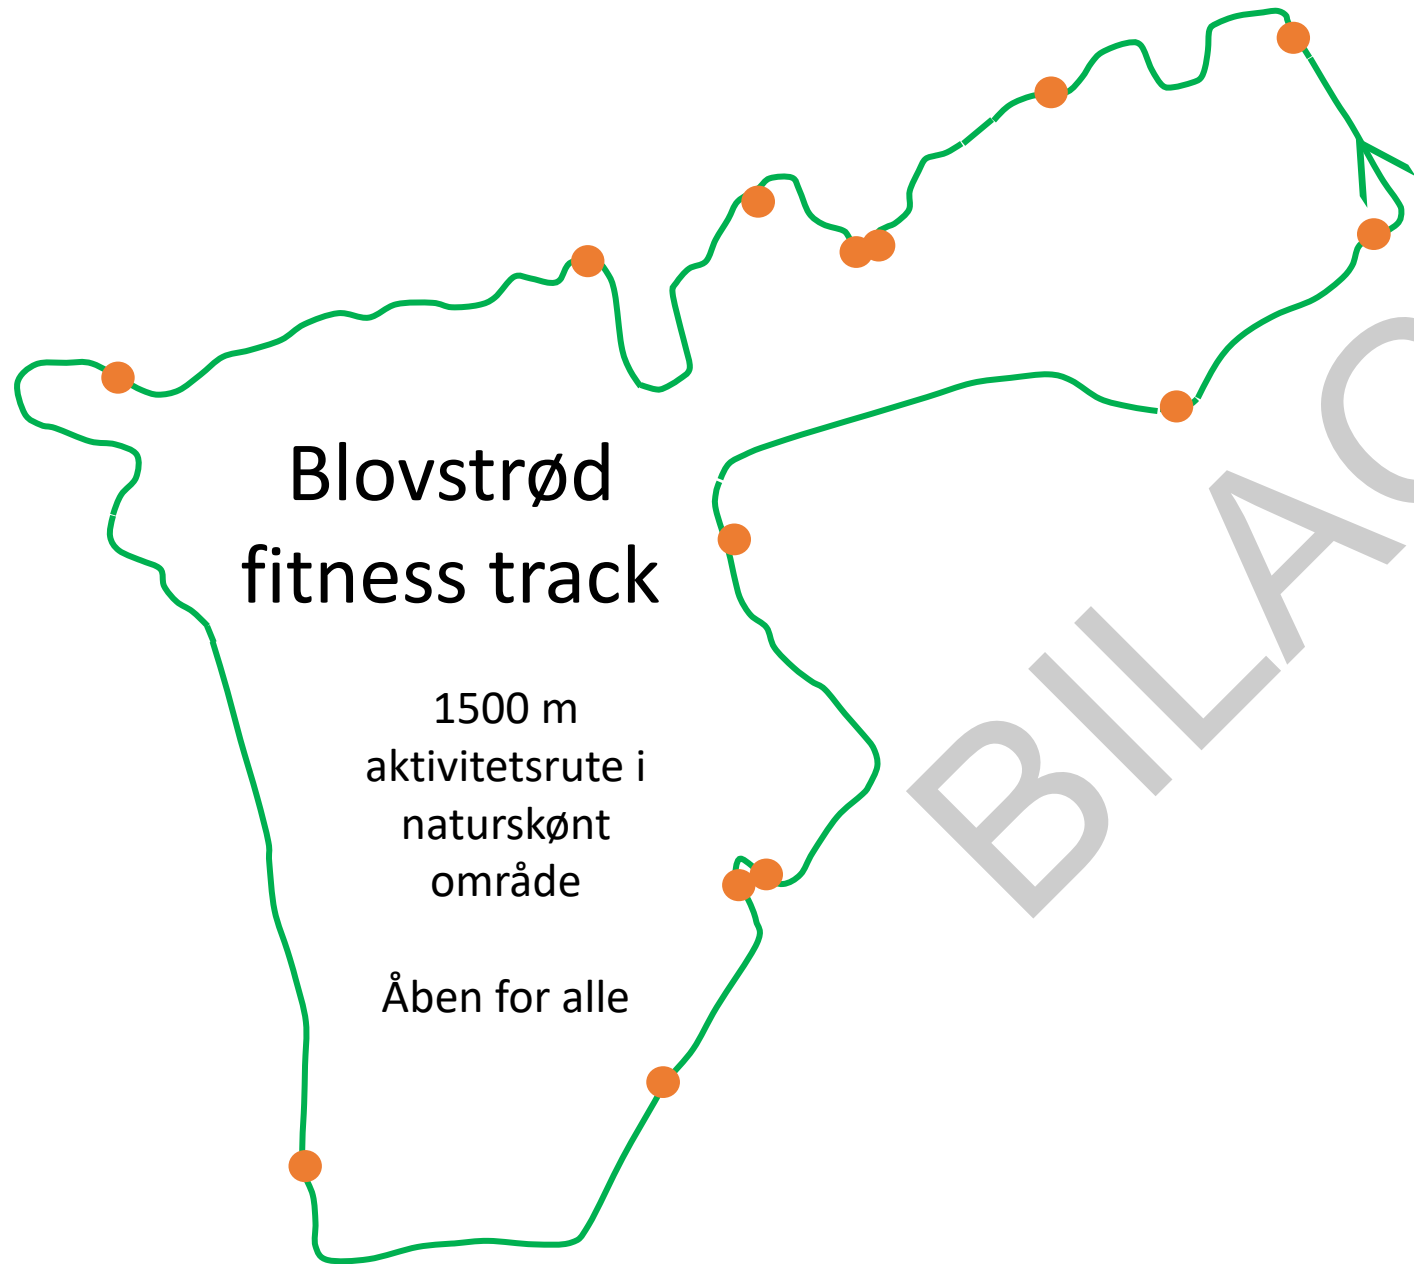 Blovstrød
fitness track
1500 m
aktivitetsrute i
naturskønt
område
Åben for alle